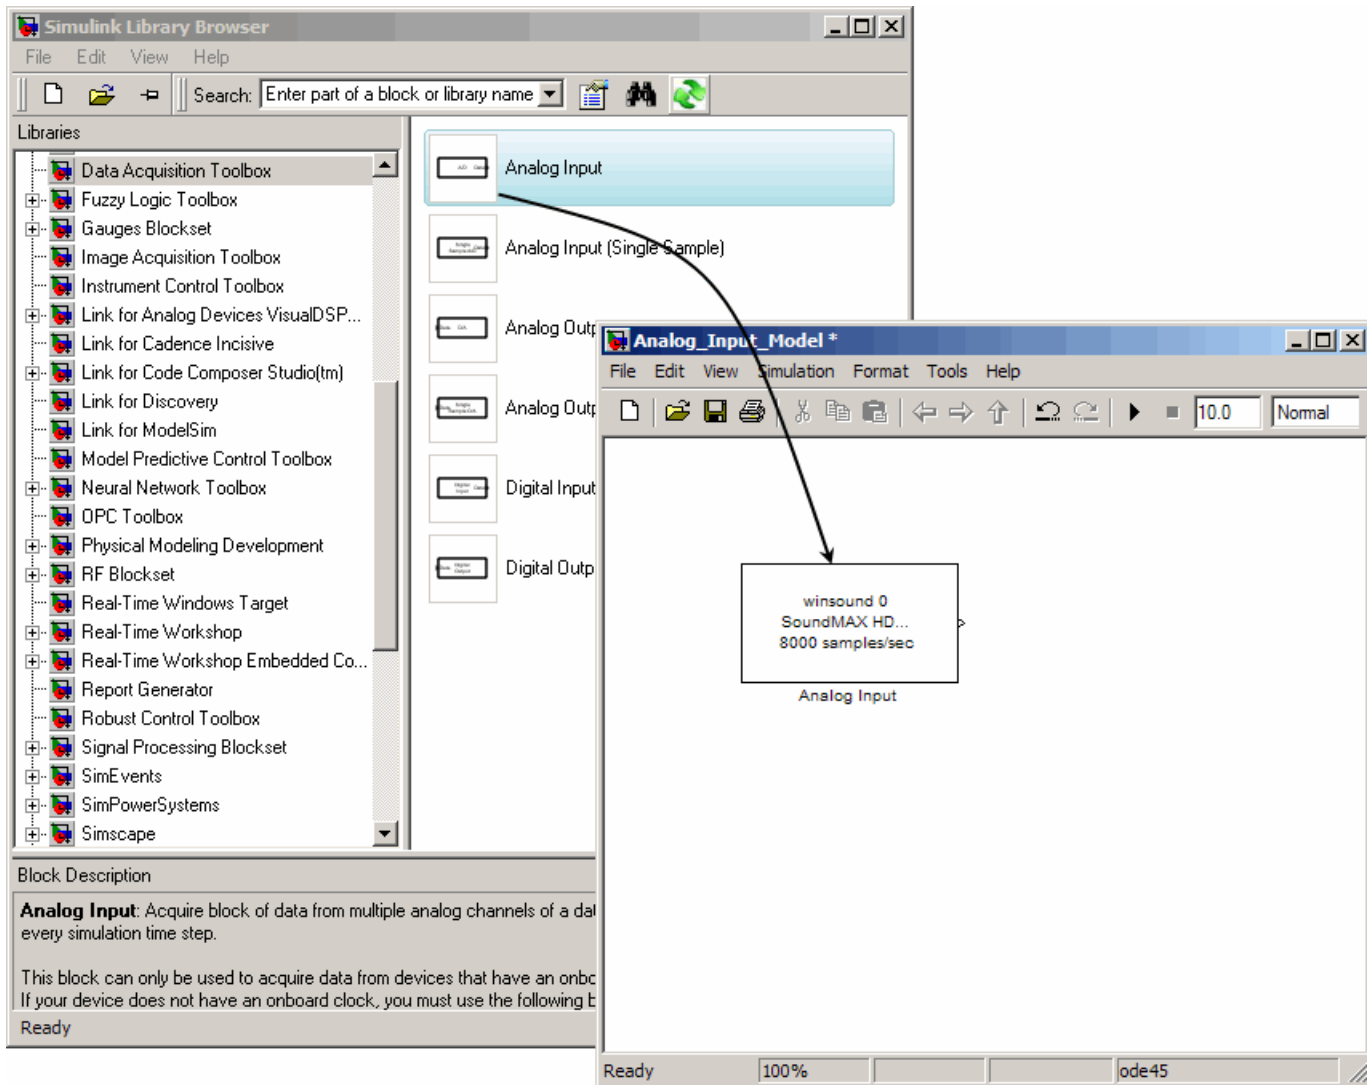 Simulink Library Browser
File Edit View Help
Search: Enter part of a block or library name
Libraries
Data Acquisition Toolbox
Fuzzy Logic Toolbox
Gauges Blockset
Image Acquisition Toolbox
Instrument Control Toolbox
Link for Analog Devices VisualDSP...
Link for Cadence Incisive
Link for Code Composer Studio(tm)
Link for Discovery
Link for ModelSim
Model Predictive Control Toolbox
Neural Network Toolbox
OPC Toolbox
Physical Modeling Development
RF Blockset
Real-Time Windows Target
Real-Time Workshop
Real-Time Workshop Embedded Co...
Report Generator
Robust Control Toolbox
Signal Processing Blockset
SimEvents
SimPowerSystems
Simscape
Analog Input
Analog Input (Single Sample)
Analog Outp
Analog Outp
Digital Input
Digital Outp
Block Description
Analog Input: Acquire block of data from multiple analog channels of a dat
every simulation time step.
This block can only be used to acquire data from devices that have an onbo
If your device does not have an onboard clock, you must use the following b
Ready
Analog_Input_Model *
File Edit View Simulation Format Tools Help
10.0 Normal
winsound 0
SoundMAX HD...
8000 samples/sec
Analog Input
Ready 100% ode45